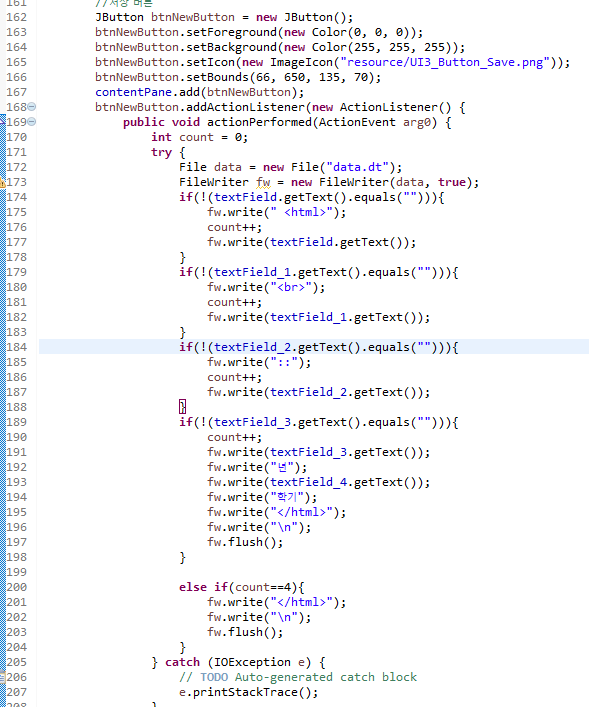 161 //저장 버튼
162 JButton btnNewButton = new JButton();
163 btnNewButton.setForeground(new Color(0, 0, 0));
164 btnNewButton.setBackground(new Color(255, 255, 255));
165 btnNewButton.setIcon(new ImageIcon("resource/UI3_Button_Save.png"));
166 btnNewButton.setBounds(66, 650, 135, 70);
167 contentPane.add(btnNewButton);
168 btnNewButton.addActionListener(new ActionListener() {
169 public void actionPerformed(ActionEvent arg0) {
170 int count = 0;
171 try {
172 File data = new File("data.dt");
173 FileWriter fw = new FileWriter(data, true);
174 if(!(textField.getText().equals(""))){
175 fw.write(" <html>");
176 count++;
177 fw.write(textField.getText());
178 }
179 if(!(textField_1.getText().equals(""))){
180 fw.write("<br>");
181 count++;
182 fw.write(textField_1.getText());
183 }
184 if(!(textField_2.getText().equals(""))){
185 fw.write("::");
186 count++;
187 fw.write(textField_2.getText());
188 }
189 if(!(textField_3.getText().equals(""))){
190 count++;
191 fw.write(textField_3.getText());
192 fw.write("년");
193 fw.write(textField_4.getText());
194 fw.write("학기");
195 fw.write("</html>");
196 fw.write("\n");
197 fw.flush();
198 }
199
200 else if(count==4){
201 fw.write("</html>");
202 fw.write("\n");
203 fw.flush();
204 }
205 } catch (IOException e) {
206 // TODO Auto-generated catch block
207 e.printStackTrace();
208 }